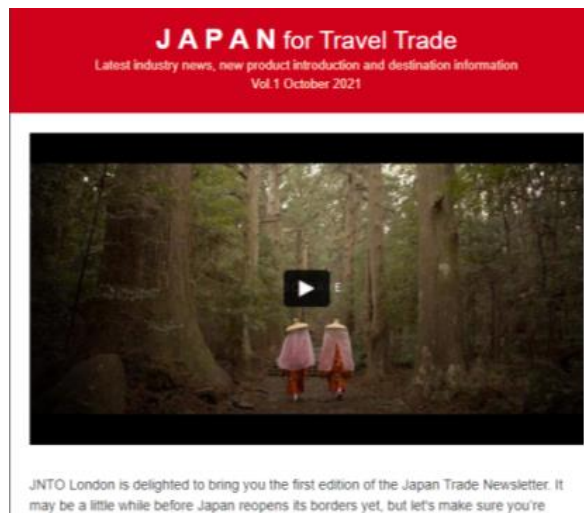 JAPAN for Travel Trade
Latest industry news, new product introduction and destination information
Vol.1 October 2021
E
JNTO London is delighted to bring you the first edition of the Japan Trade Newsletter. It
may be a little while before Japan reopens its borders yet, but let's make sure you're